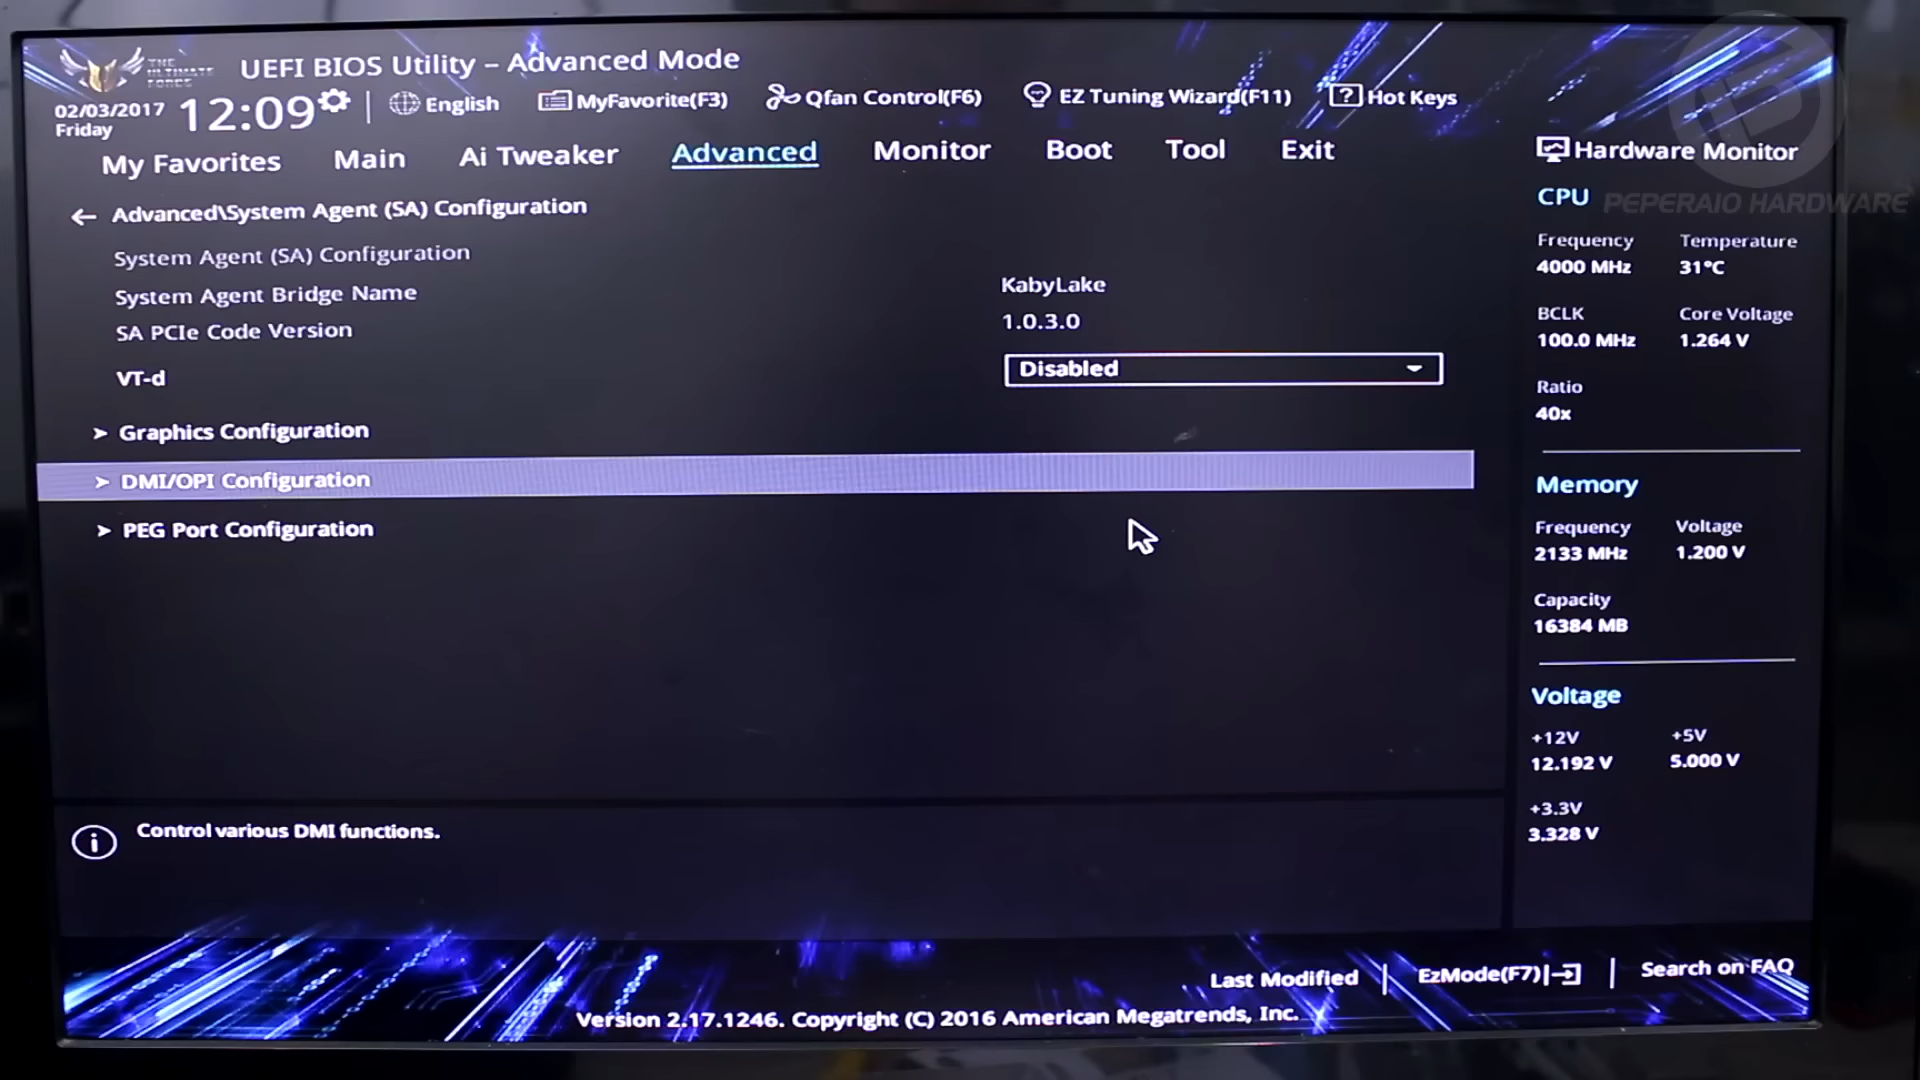 THE ULTIMATE FORCE
UEFI BIOS Utility – Advanced Mode
02/03/2017
Friday
12:09
English
MyFavorite(F3)
Qfan Control(F6)
EZ Tuning Wizard(F11)
? Hot Keys
My Favorites
Main
Ai Tweaker
Advanced
Monitor
Boot
Tool
Exit
← Advanced\System Agent (SA) Configuration
System Agent (SA) Configuration
System Agent Bridge Name KabyLake
SA PCIe Code Version 1.0.3.0
VT-d Disabled
> Graphics Configuration
> DMI/OPI Configuration
> PEG Port Configuration
i Control various DMI functions.
Hardware Monitor
PEPERAIO HARDWARE
CPU
Frequency Temperature
4000 MHz 31°C
BCLK Core Voltage
100.0 MHz 1.264 V
Ratio
40x
Memory
Frequency Voltage
2133 MHz 1.200 V
Capacity
16384 MB
Voltage
+12V +5V
12.192 V 5.000 V
+3.3V
3.328 V
Last Modified | EzMode(F7) | Search on FAQ
Version 2.17.1246. Copyright (C) 2016 American Megatrends, Inc.